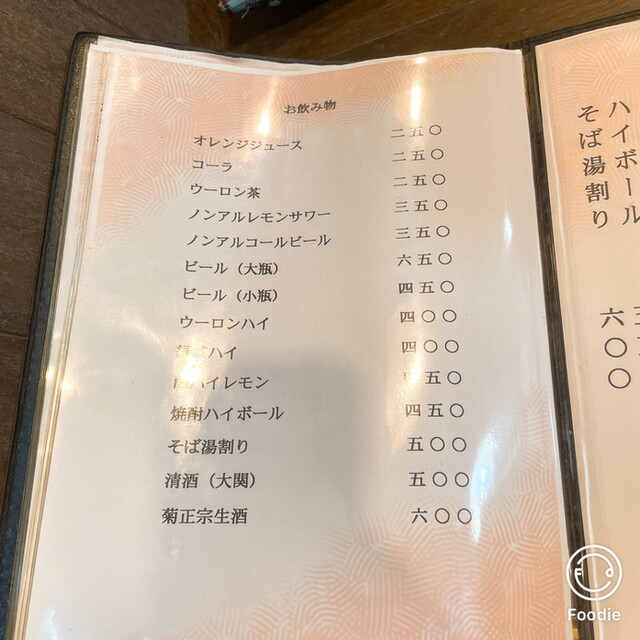 お飲み物
オレンジジュース 二五〇
コーラ 二五〇
ウーロン茶 二五〇
ノンアルレモンサワー 三五〇
ノンアルコールビール 三五〇
ビール（大瓶） 六五〇
ビール（小瓶） 四五〇
ウーロンハイ 四〇〇
ハイ 四〇〇
ハイレモン 五〇
焼酎ハイボール 四五〇
そば湯割り 五〇〇
清酒（大関） 五〇〇
菊正宗生酒 六〇〇
ハイボール
そば湯割り 六〇〇
Foodie